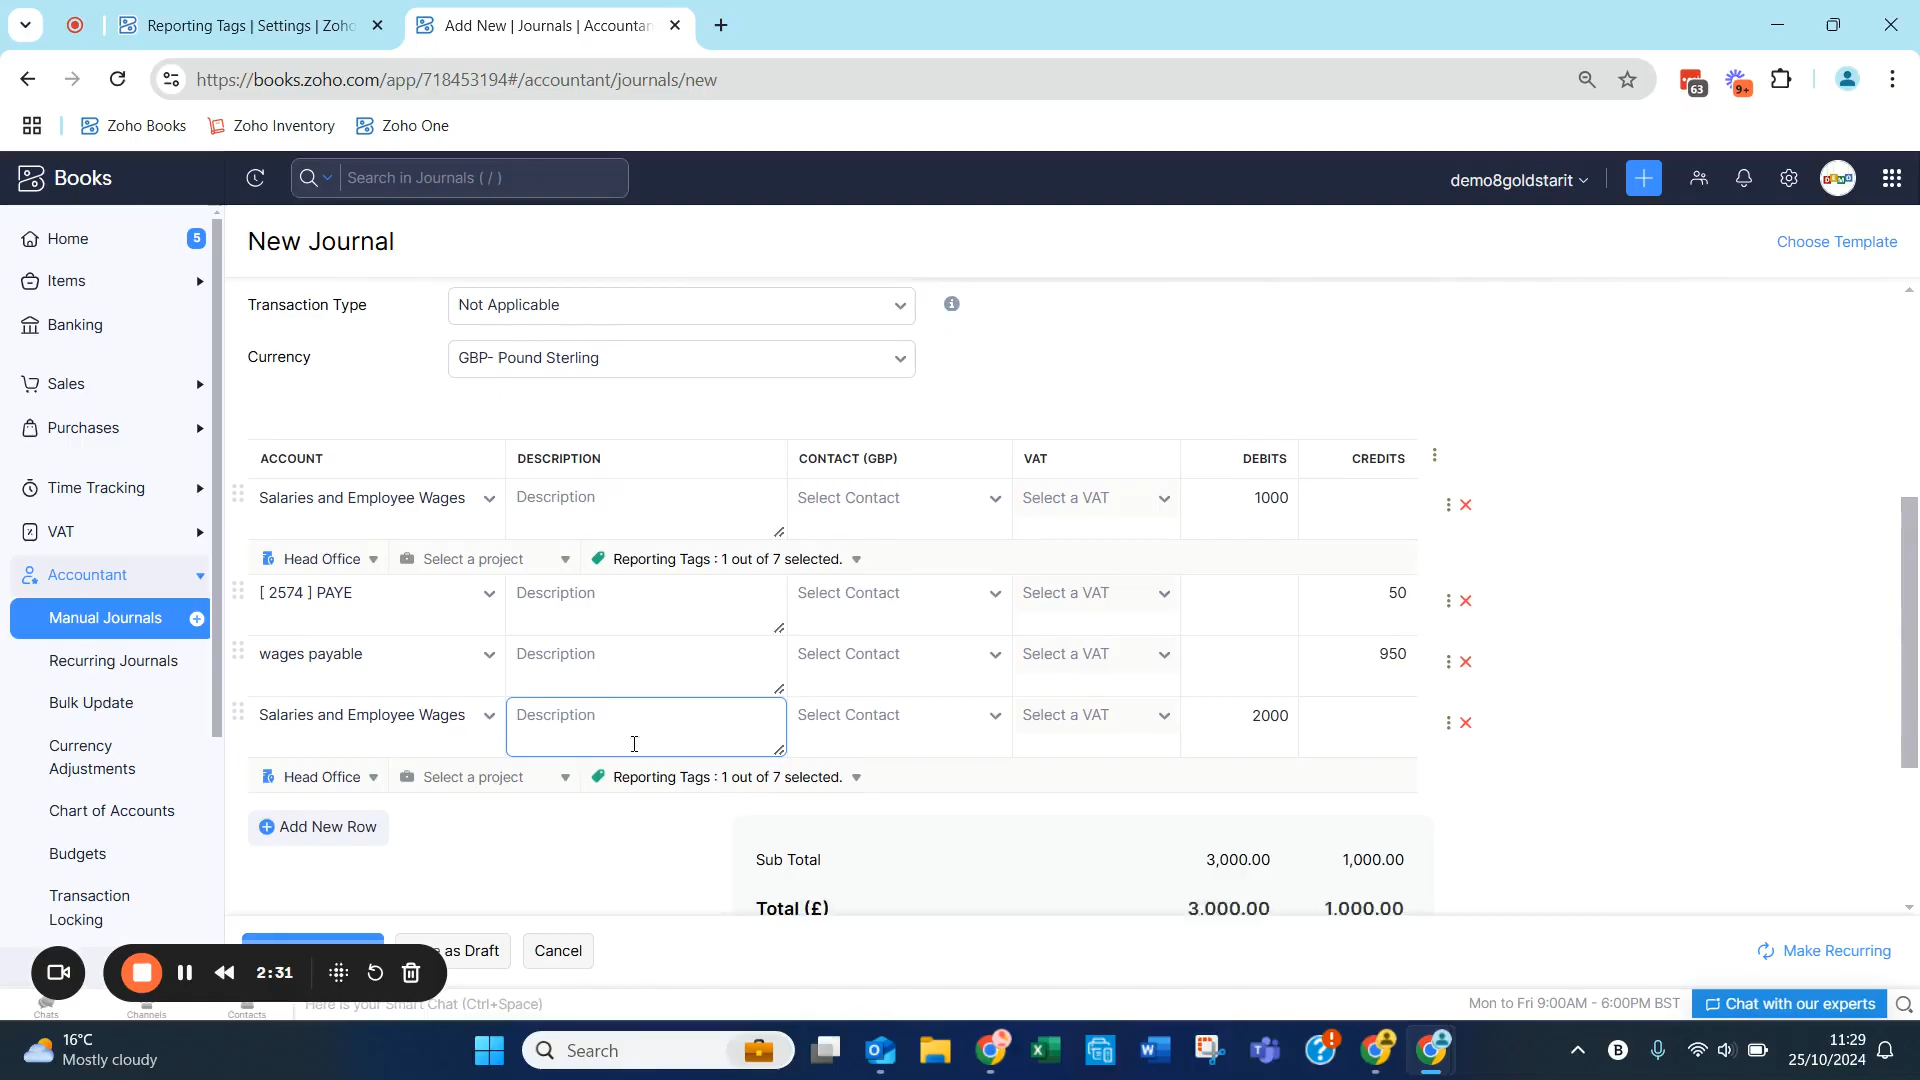 Reporting Tags | Settings | Zoho
Add New | Journals | Accountan
https://books.zoho.com/app/718453194#/accountant/journals/new
63
9+
Zoho Books
Zoho Inventory
Zoho One
Books
Search in Journals ( / )
demo8goldstarit
DEMO
Home
5
Items
Banking
Sales
Purchases
Time Tracking
VAT
Accountant
Manual Journals
Recurring Journals
Bulk Update
Currency
Adjustments
Chart of Accounts
Budgets
Transaction
Locking
New Journal
Choose Template
Transaction Type
Not Applicable
Currency
GBP- Pound Sterling
ACCOUNT DESCRIPTION CONTACT (GBP) VAT DEBITS CREDITS
Salaries and Employee Wages Description Select Contact Select a VAT 1000
Head Office Select a project Reporting Tags : 1 out of 7 selected.
[ 2574 ] PAYE Description Select Contact Select a VAT 50
wages payable Description Select Contact Select a VAT 950
Salaries and Employee Wages Description Select Contact Select a VAT 2000
Head Office Select a project Reporting Tags : 1 out of 7 selected.
Add New Row
Sub Total 3,000.00 1,000.00
Total (£) 3,000.00 1,000.00
as Draft
Cancel
Make Recurring
2:31
Chats
Channels
Contacts
Here is your Smart Chat (Ctrl+Space)
Mon to Fri 9:00AM - 6:00PM BST
Chat with our experts
16°C
Mostly cloudy
Search
11:29
25/10/2024